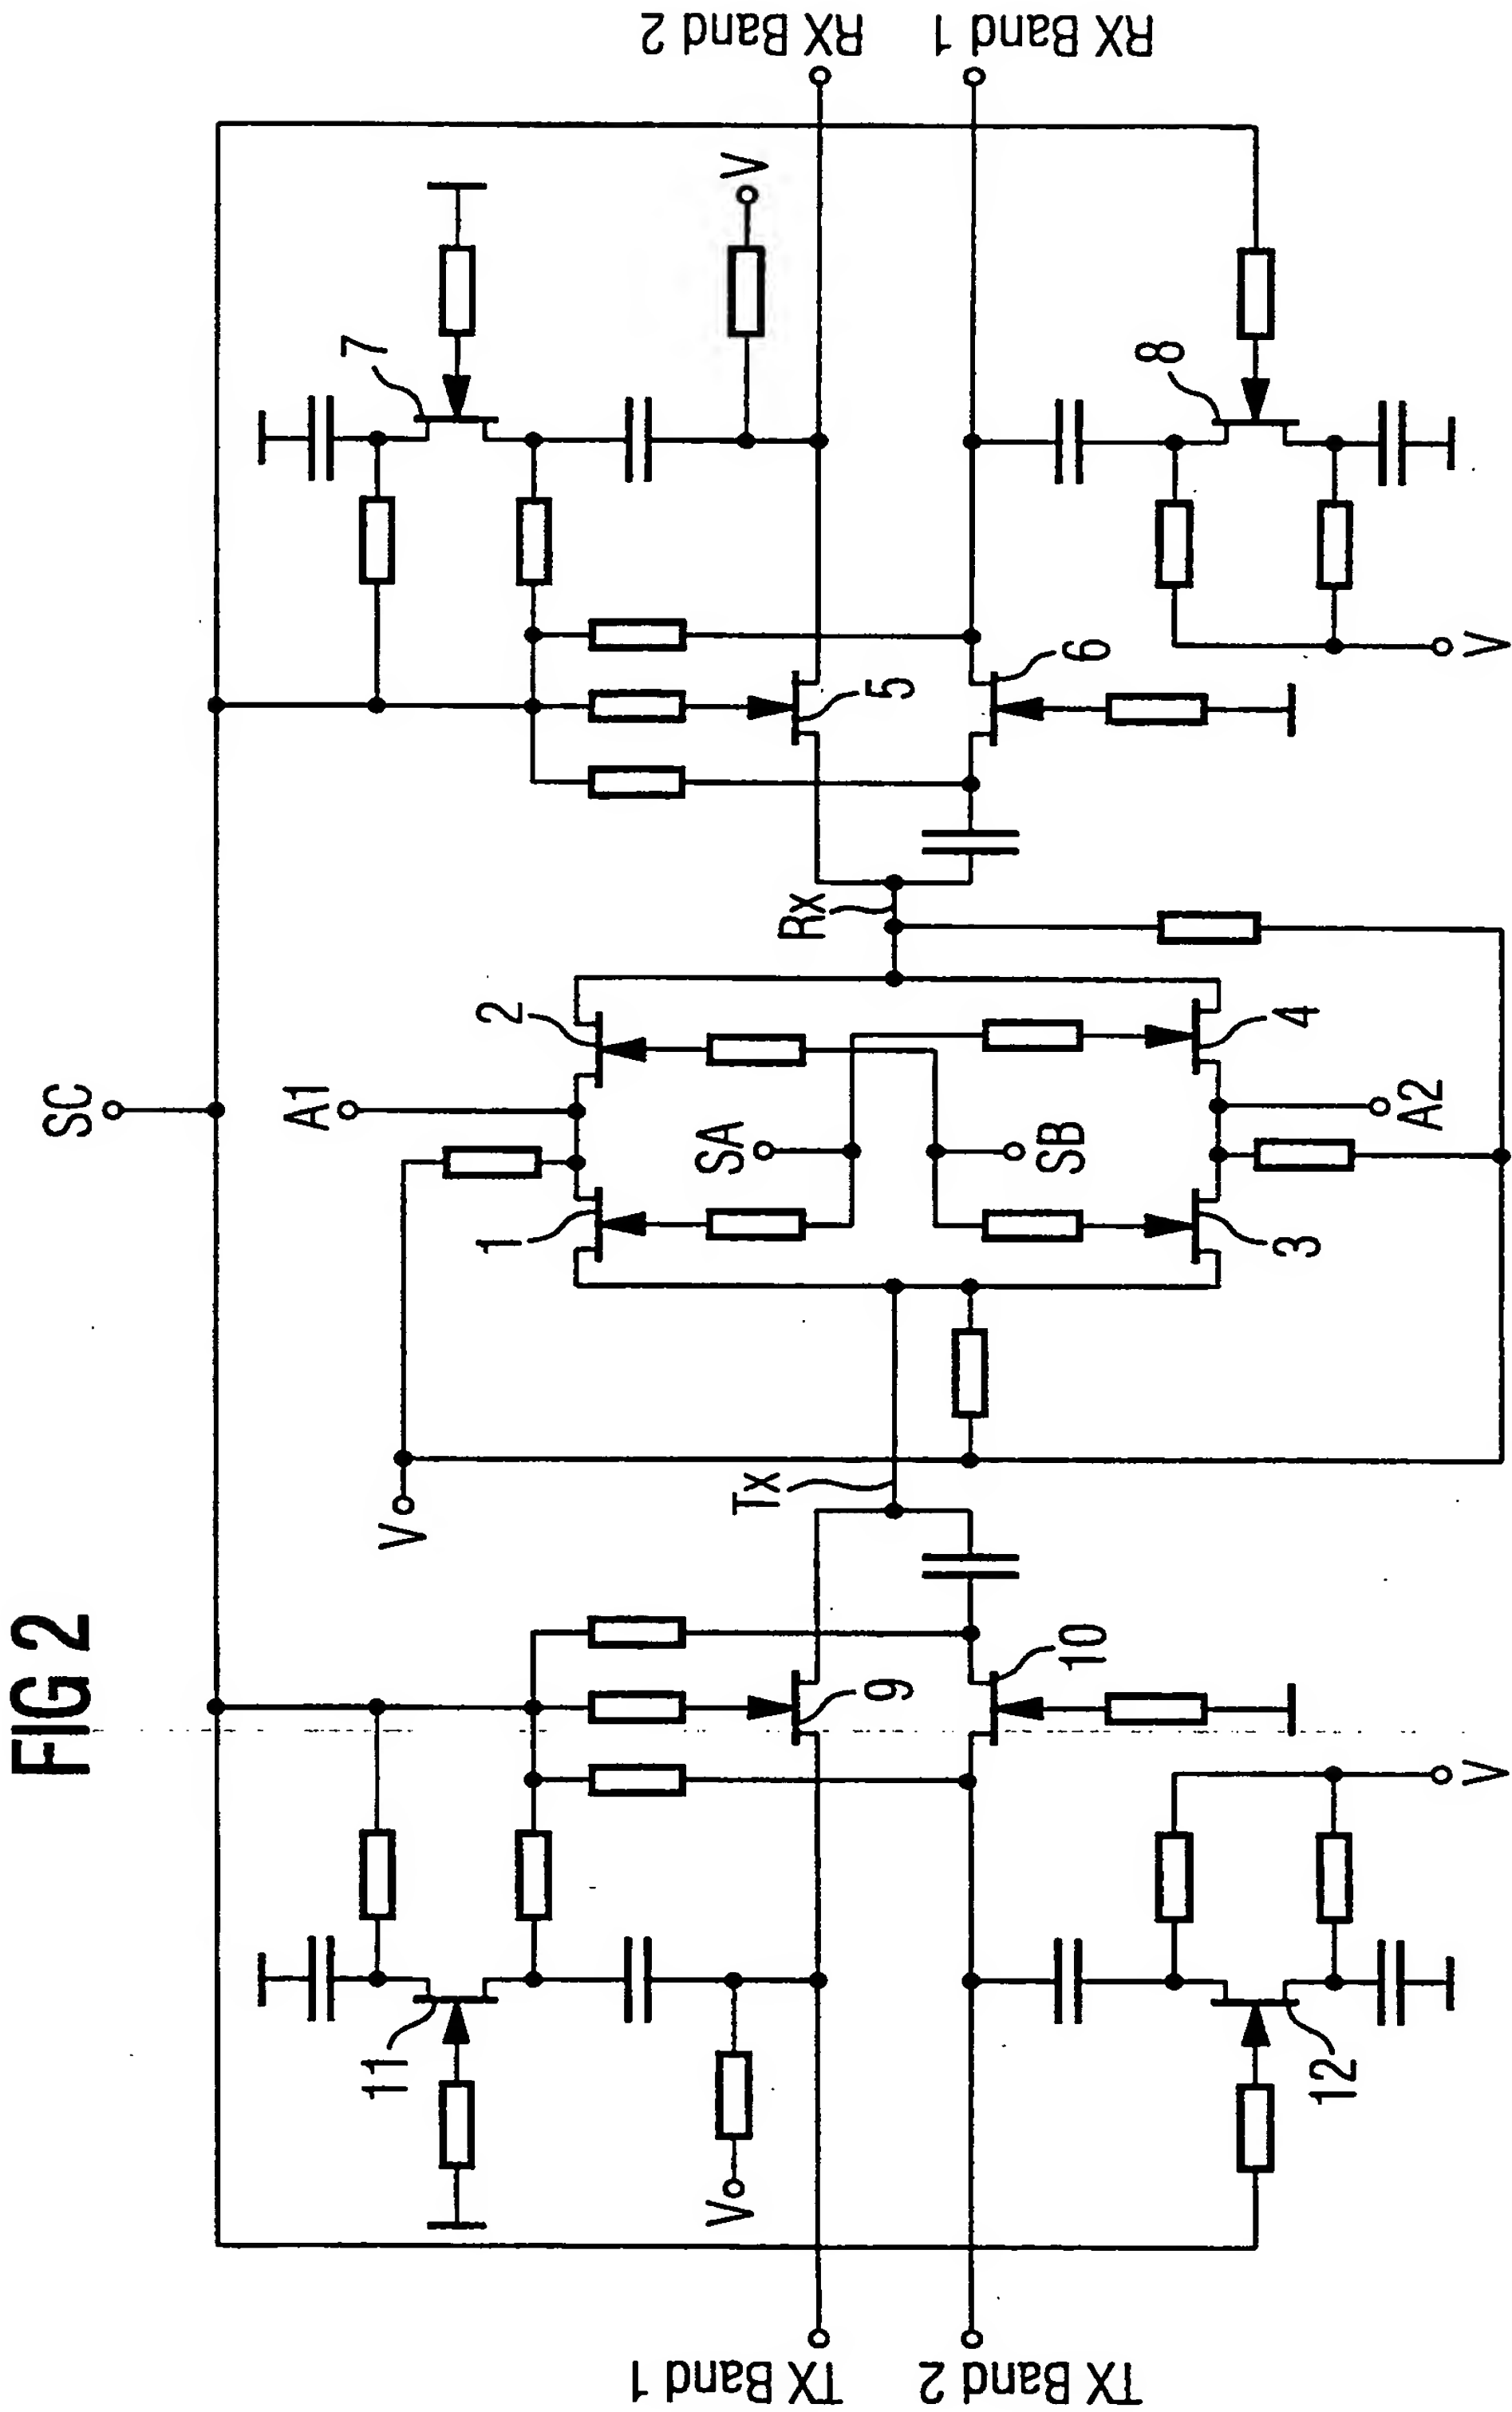 FIG 2
SC
RX Band 2
RX Band 1
7
V
8
5
6
V
Rx
2
A1
SA
4
1
SB
A2
3
V
Tx
9
10
V
11
V
12
TX Band 1
TX Band 2